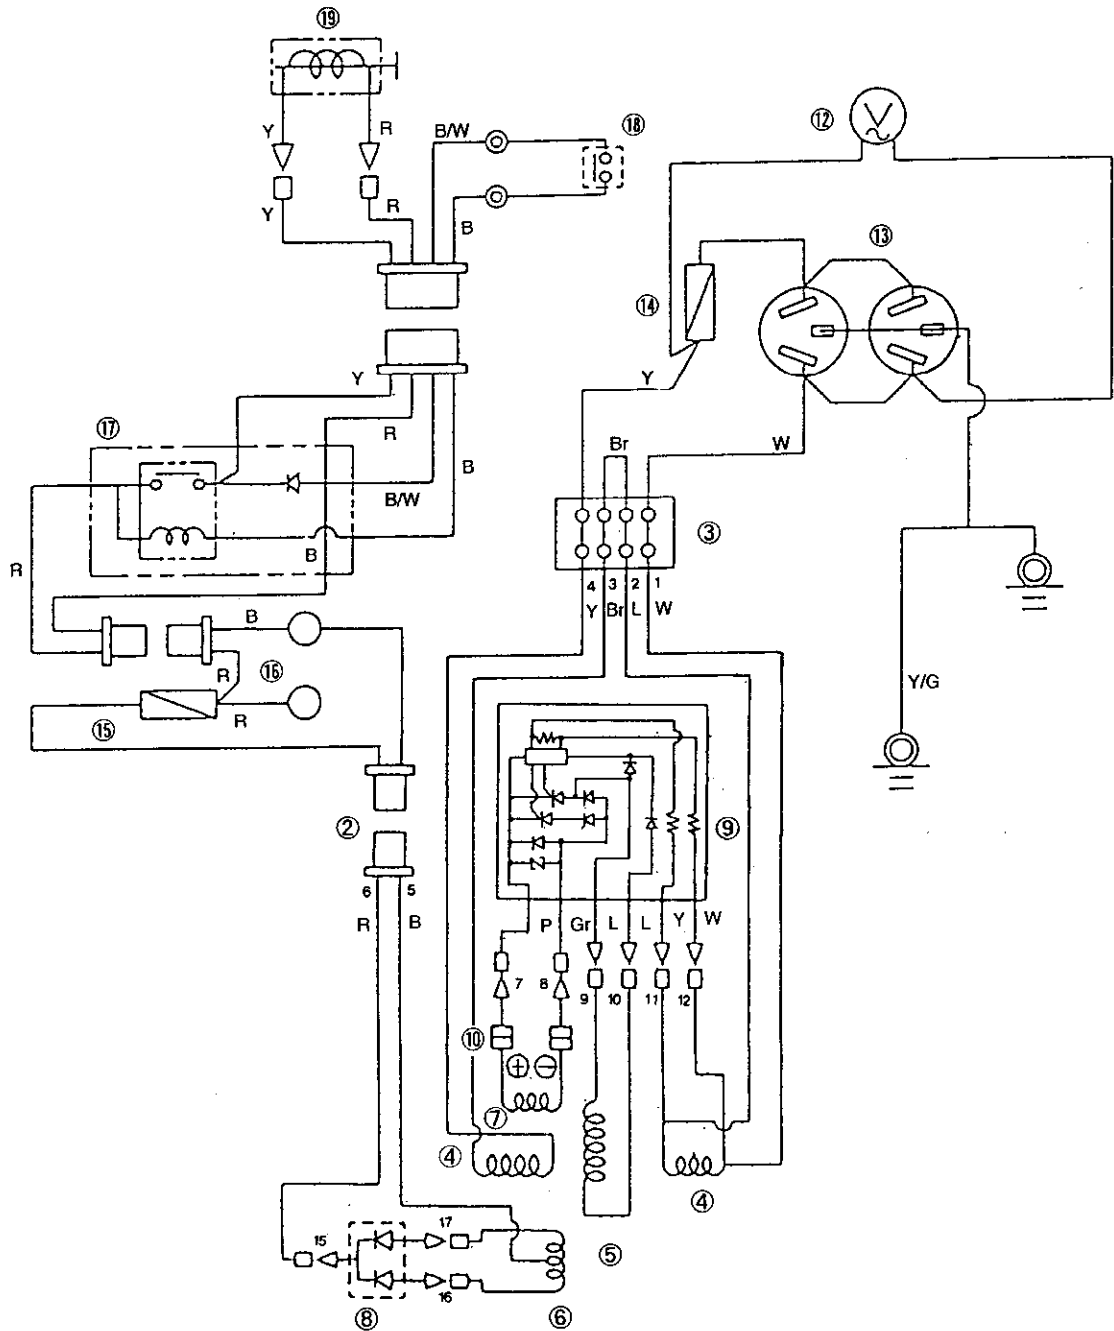 ⑲
Y R B/W ⑱ ⑫ V
Y R B ⑬
⑭
Y Y
⑰ R Br W
B
B/W
③
R B
4 3 2 1
Y Br L W
B
R ⑯ Y/G
R
⑮
② ⑨
6 5
R B P Gr L L Y W
7 8 9 10 11 12
⑩ + −
⑦
④ ④
15 17 ⑤
16
⑧ ⑥